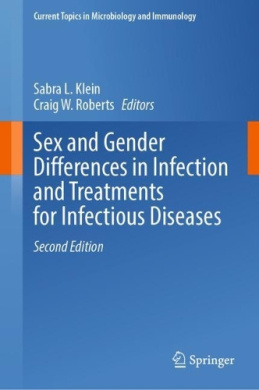 Current Topics in Microbiology and Immunology
Sabra L. Klein
Craig W. Roberts Editors
Sex and Gender
Differences in Infection
and Treatments
for Infectious Diseases
Second Edition
Springer